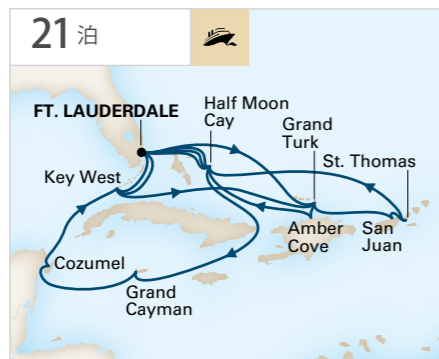 21 泊
FT. LAUDERDALE
Half Moon
Cay
Grand
Turk
St. Thomas
Key West
Amber
Cove
San
Juan
Cozumel
Grand
Cayman